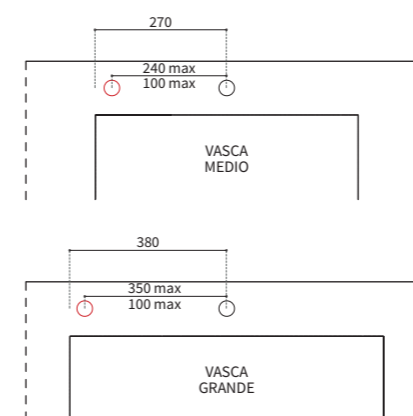 270
240 max
100 max
VASCA
MEDIO
380
350 max
100 max
VASCA
GRANDE